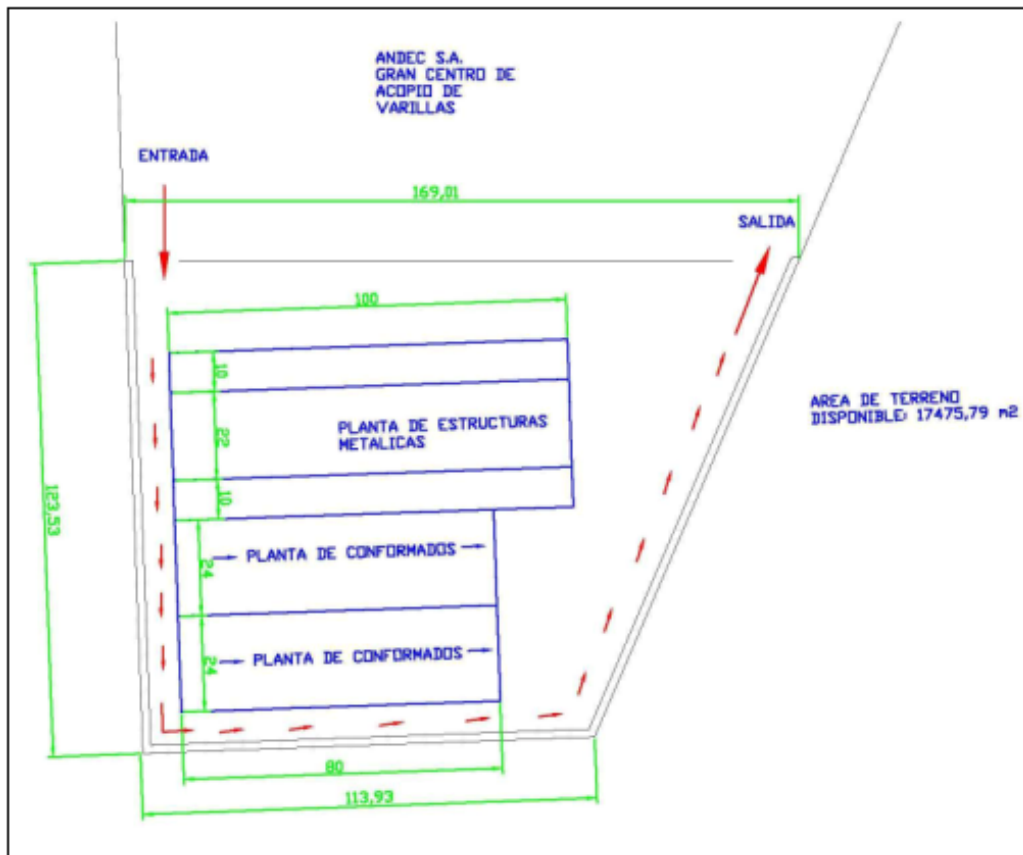 ANDEC S.A.
GRAN CENTRO DE
ACOPIO DE
VARILLAS
ENTRADA
169,01
SALIDA
100
10
22
PLANTA DE ESTRUCTURAS
METALICAS
10
AREA DE TERRENO
DISPONIBLE: 17475,79 m2
123,53
24
PLANTA DE CONFORMADOS
24
PLANTA DE CONFORMADOS
80
113,93